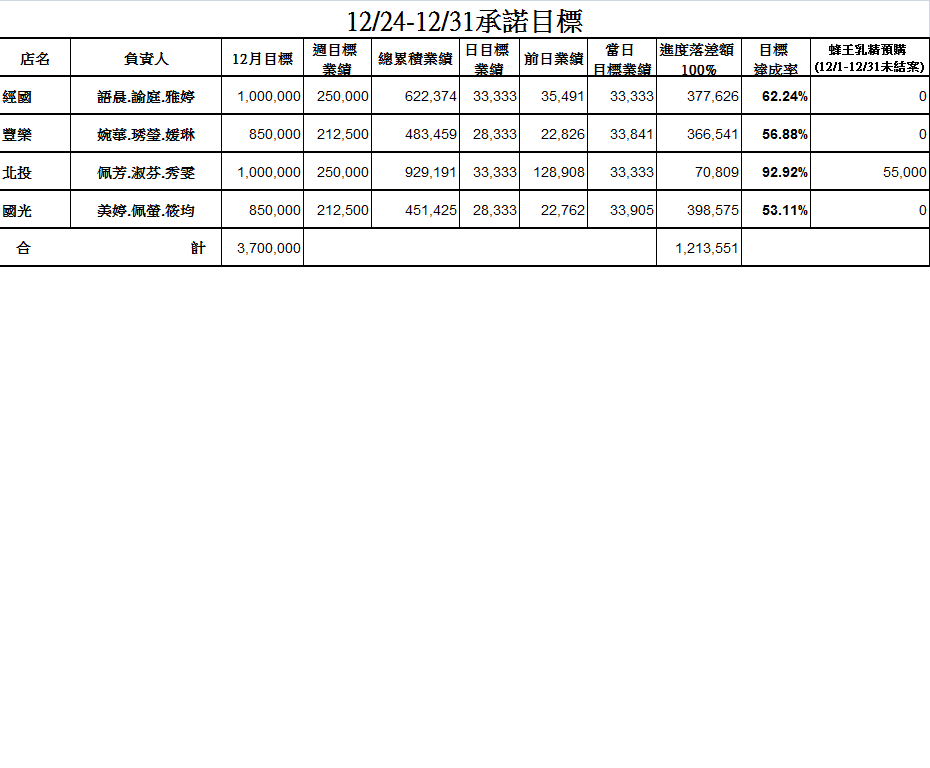 12/24-12/31承諾目標
店名 負責人 12月目標 週目標業績 總累積業績 日目標業績 前日業績 當日目標業績 進度落差額100% 目標達成率 蜂王乳精預購(12/1-12/31未結案)
經國 語晨.諭庭.雅婷 1,000,000 250,000 622,374 33,333 35,491 33,333 377,626 62.24% 0
豐樂 婉華.琇瑩.媛琳 850,000 212,500 483,459 28,333 22,826 33,841 366,541 56.88% 0
北投 佩芳.淑芬.秀雯 1,000,000 250,000 929,191 33,333 128,908 33,333 70,809 92.92% 55,000
國光 美婷.佩螢.筱均 850,000 212,500 451,425 28,333 22,762 33,905 398,575 53.11% 0
合計 3,700,000 1,213,551